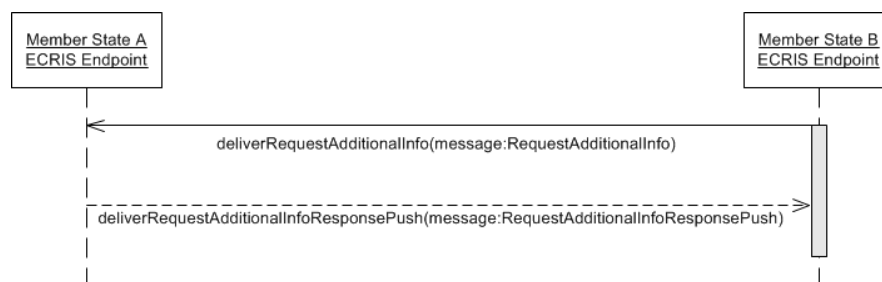 Member State A
ECRIS Endpoint
Member State B
ECRIS Endpoint
deliverRequestAdditionalInfo(message:RequestAdditionalInfo)
deliverRequestAdditionalInfoResponsePush(message:RequestAdditionalInfoResponsePush)